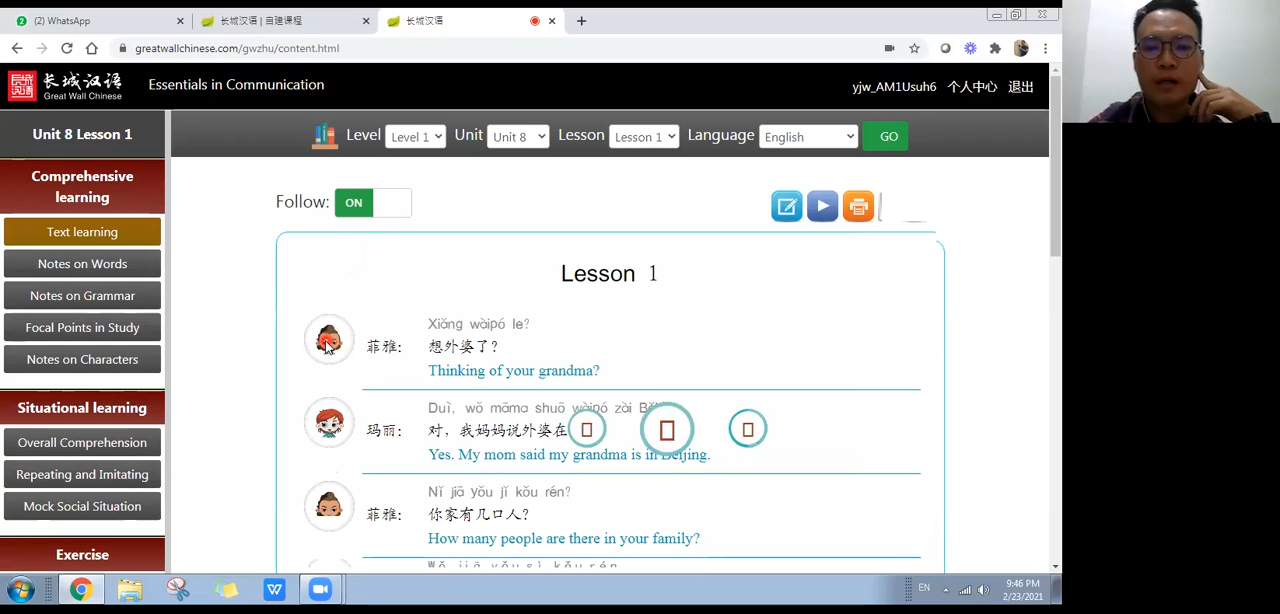 (2) WhatsApp
长城汉语 | 自建课程
长城汉语
greatwallchinese.com/gwzhu/content.html
长城汉语
Great Wall Chinese
Essentials in Communication
yjw_AM1Usuh6 个人中心 退出
Unit 8 Lesson 1
Level Level 1 Unit Unit 8 Lesson Lesson 1 Language English GO
Comprehensive
learning
Text learning
Notes on Words
Notes on Grammar
Focal Points in Study
Notes on Characters
Situational learning
Overall Comprehension
Repeating and Imitating
Mock Social Situation
Exercise
Follow: ON
Lesson 1
Xiǎng wàipó le?
菲雅: 想外婆了?
Thinking of your grandma?
Duì, wǒ māma shuō wàipó zài
玛丽: 对, 我妈妈说外婆在
Yes. My mom said my grandma is in Beijing.
Nǐ jiā yǒu jǐ kǒu rén?
菲雅: 你家有几口人?
How many people are there in your family?
EN
9:46 PM
2/23/2021